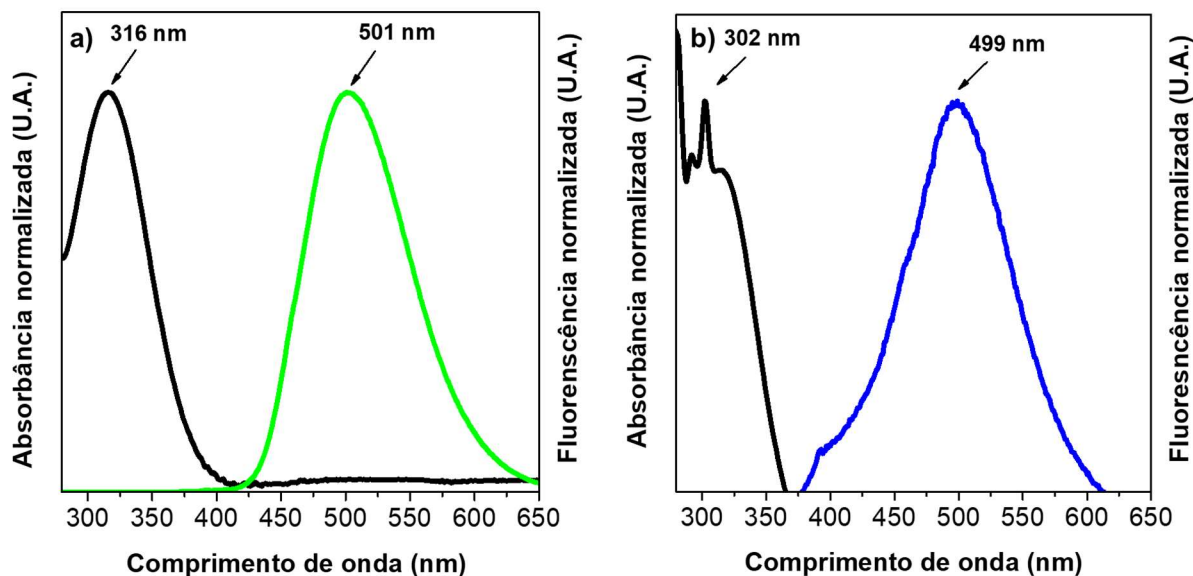 a)
316 nm
501 nm
Absorbância normalizada (U.A.)
Fluorenscência normalizada (U.A.)
300 350 400 450 500 550 600 650
Comprimento de onda (nm)
b)
302 nm
499 nm
Absorbância normalizada (U.A.)
Fluoresncência normalizada (U.A.)
300 350 400 450 500 550 600 650
Comprimento de onda (nm)